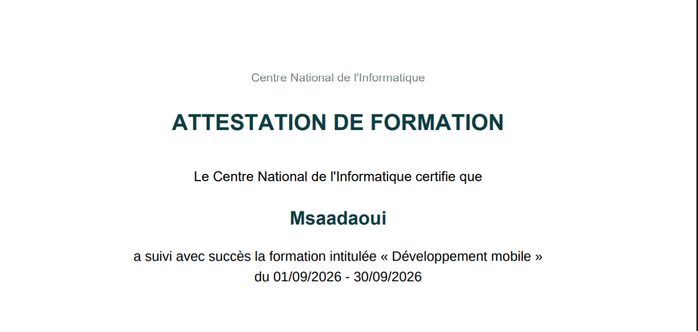 Centre National de l'Informatique
ATTESTATION DE FORMATION
Le Centre National de l'Informatique certifie que
Msaadaoui
a suivi avec succès la formation intitulée « Développement mobile »
du 01/09/2026 - 30/09/2026